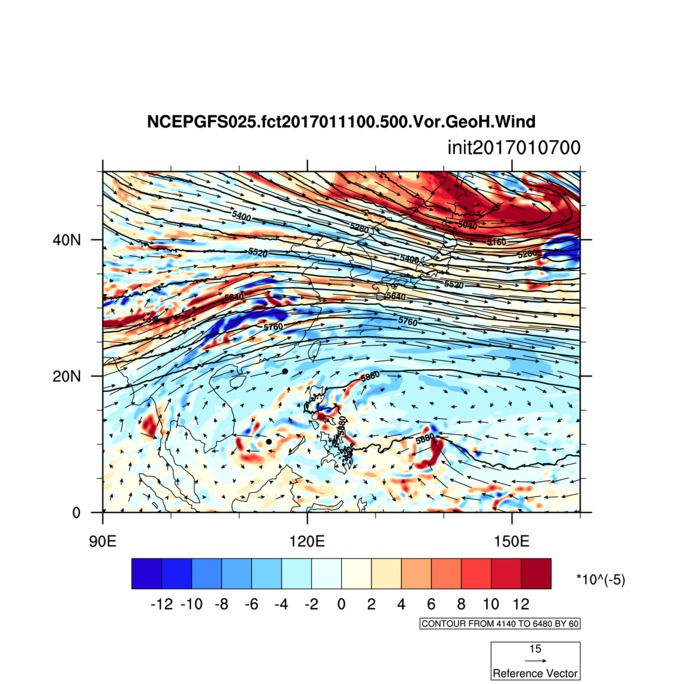 NCEPGFS025.fct2017011100.500.Vor.GeoH.Wind
init2017010700
5400
5280
5040
40N
5160
5520
5400
5280
5520
5640
5640
5760
5760
20N
5880
5880
5880
0
90E 120E 150E
-12 -10 -8 -6 -4 -2 0 2 4 6 8 10 12
*10^(-5)
CONTOUR FROM 4140 TO 6480 BY 60
15
Reference Vector